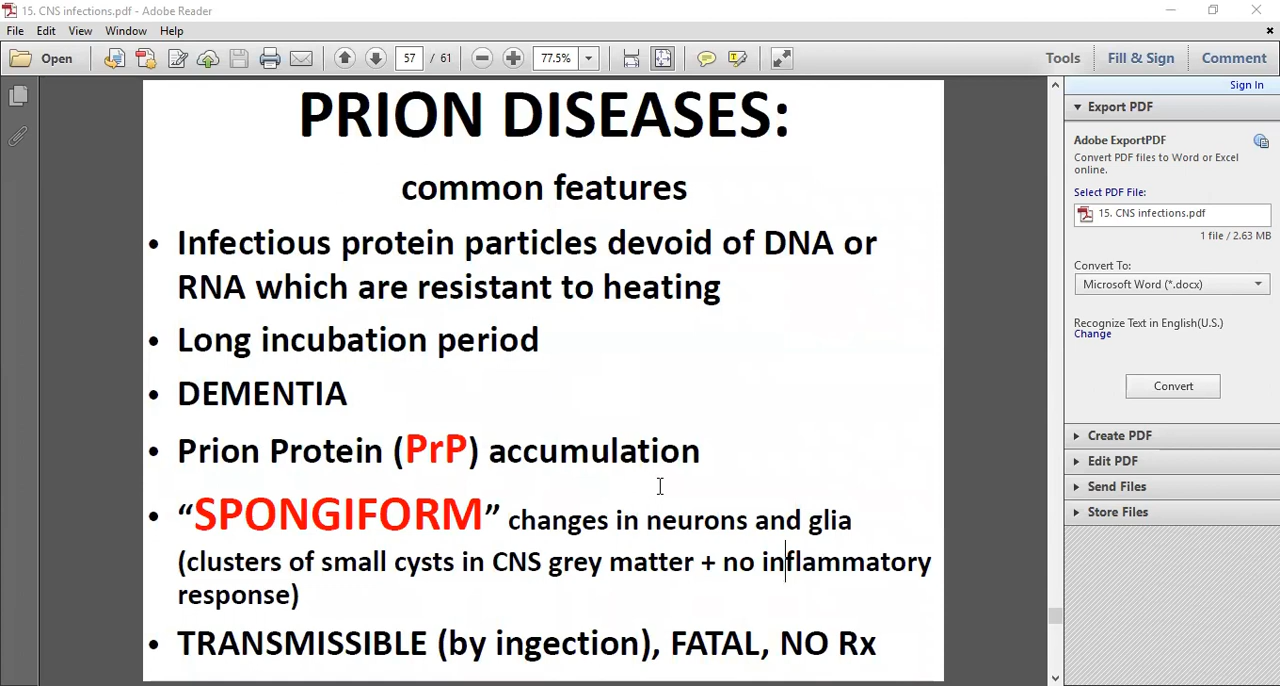 15. CNS infections.pdf - Adobe Reader
File Edit View Window Help
Open 57 / 61 77.5% Tools Fill & Sign Comment
Sign In
PRION DISEASES:
common features
• Infectious protein particles devoid of DNA or
RNA which are resistant to heating
• Long incubation period
• DEMENTIA
• Prion Protein (PrP) accumulation
• “SPONGIFORM” changes in neurons and glia
(clusters of small cysts in CNS grey matter + no inflammatory
response)
• TRANSMISSIBLE (by ingection), FATAL, NO Rx
Export PDF
Adobe ExportPDF
Convert PDF files to Word or Excel
online.
Select PDF File:
15. CNS infections.pdf
1 file / 2.63 MB
Convert To:
Microsoft Word (*.docx)
Recognize Text in English(U.S.)
Change
Convert
Create PDF
Edit PDF
Send Files
Store Files